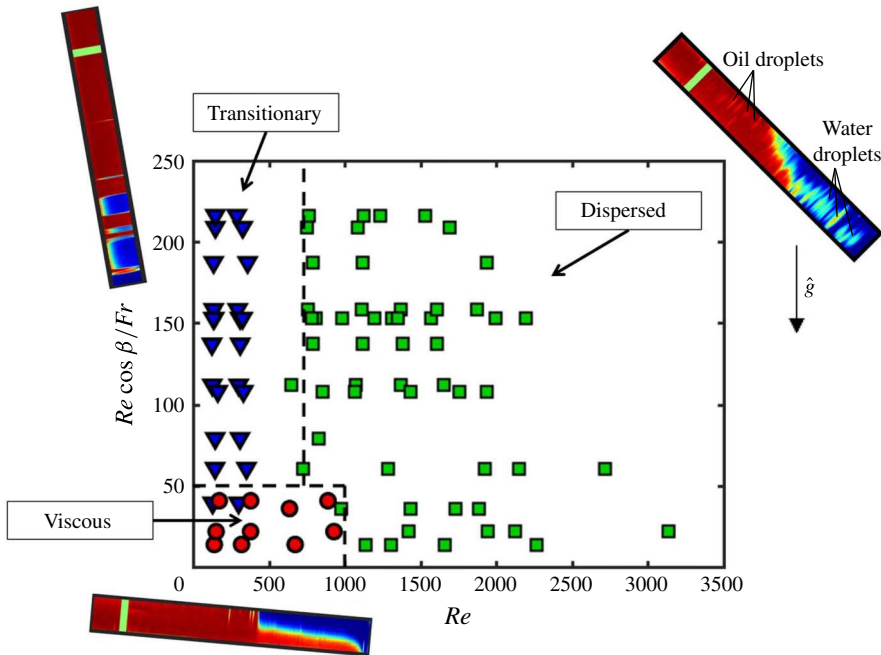 Oil droplets
Transitionary
Water
droplets
250
Dispersed
200
ĝ
150
Re cos β/Fr
100
50
Viscous
0
500
1000
1500
2000
2500
3000
3500
Re